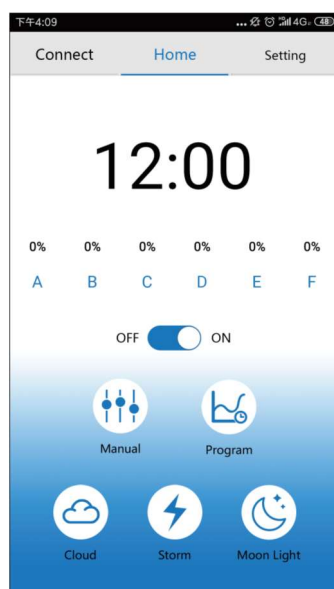 下午4:09 ... 4G 48
Connect Home Setting
12:00
0% 0% 0% 0% 0% 0%
A B C D E F
OFF ON
Manual Program
Cloud Storm Moon Light